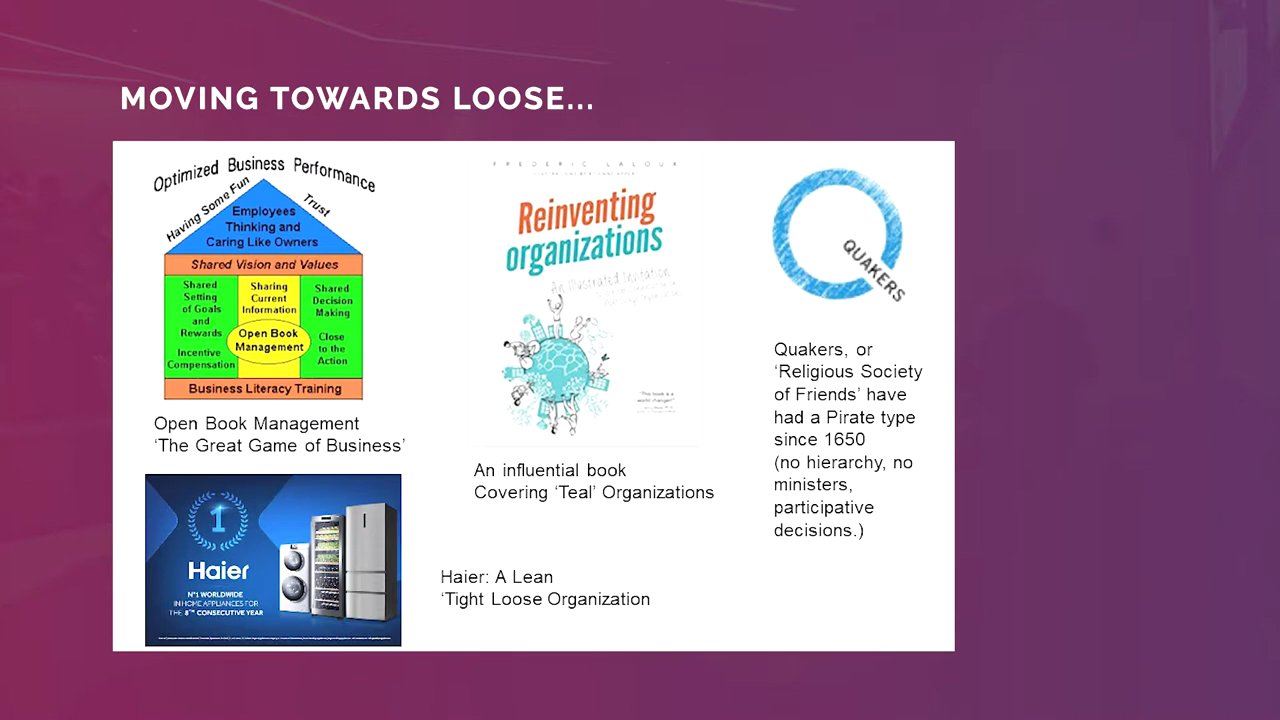 MOVING TOWARDS LOOSE...
Optimized Business Performance
Having Some Fun
Trust
Employees
Thinking and
Caring Like Owners
Shared Vision and Values
Shared
Setting
of Goals
and
Rewards
Incentive
Compensation
Sharing
Current
Information
Open Book
Management
Shared
Decision
Making
Close
to the
Action
Business Literacy Training
Open Book Management
‘The Great Game of Business’
Haier
N°1 WORLDWIDE
IN HOME APPLIANCES FOR
THE 8TH CONSECUTIVE YEAR
1
FREDERIC LALOUX
Reinventing
organizations
An Illustrated Invitation
"This book is a
world changer!"
An influential book
Covering ‘Teal’ Organizations
Haier: A Lean
‘Tight Loose Organization
QUAKERS
Quakers, or
‘Religious Society
of Friends’ have
had a Pirate type
since 1650
(no hierarchy, no
ministers,
participative
decisions.)